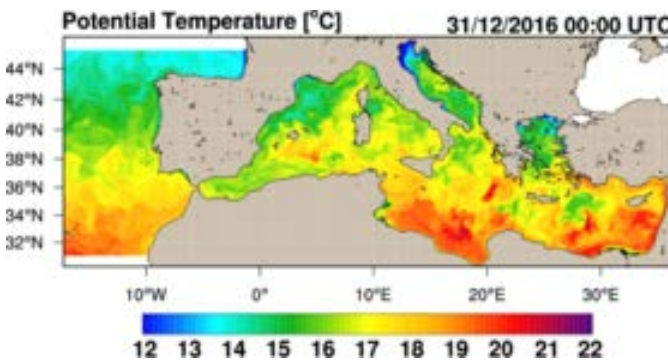 Potential Temperature [°C] 31/12/2016 00:00 UTC
44°N
42°N
40°N
38°N
36°N
34°N
32°N
10°W 0° 10°E 20°E 30°E
12 13 14 15 16 17 18 19 20 21 22